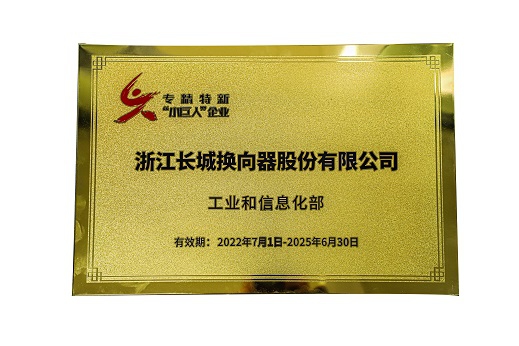 专精特新
“小巨人”企业
浙江长城换向器股份有限公司
工业和信息化部
有效期：2022年7月1日-2025年6月30日